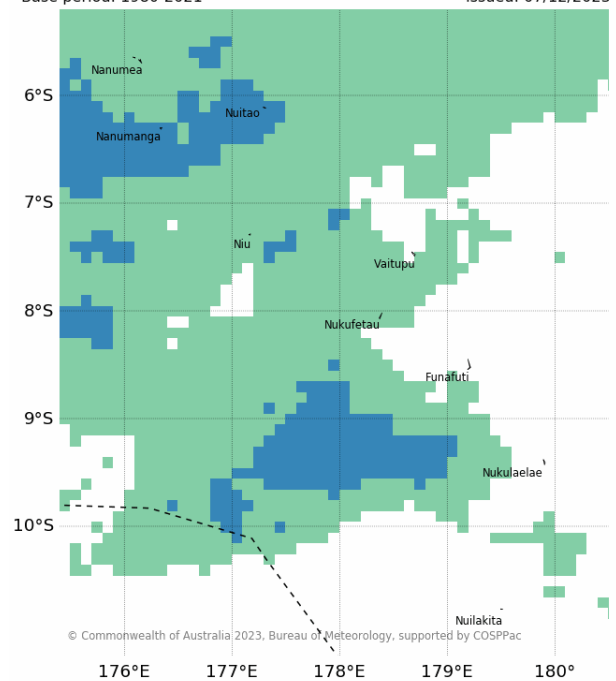 Base period 1980-2021
Issued: 07/12/2023
Nanumea
6°S
Nuitao
Nanumanga
7°S
Niu
Vaitupu
8°S
Nukufetau
Funafuti
9°S
Nukulaelae
10°S
Nuilakita
© Commonwealth of Australia 2023, Bureau of Meteorology, supported by COSPPac
176°E 177°E 178°E 179°E 180°